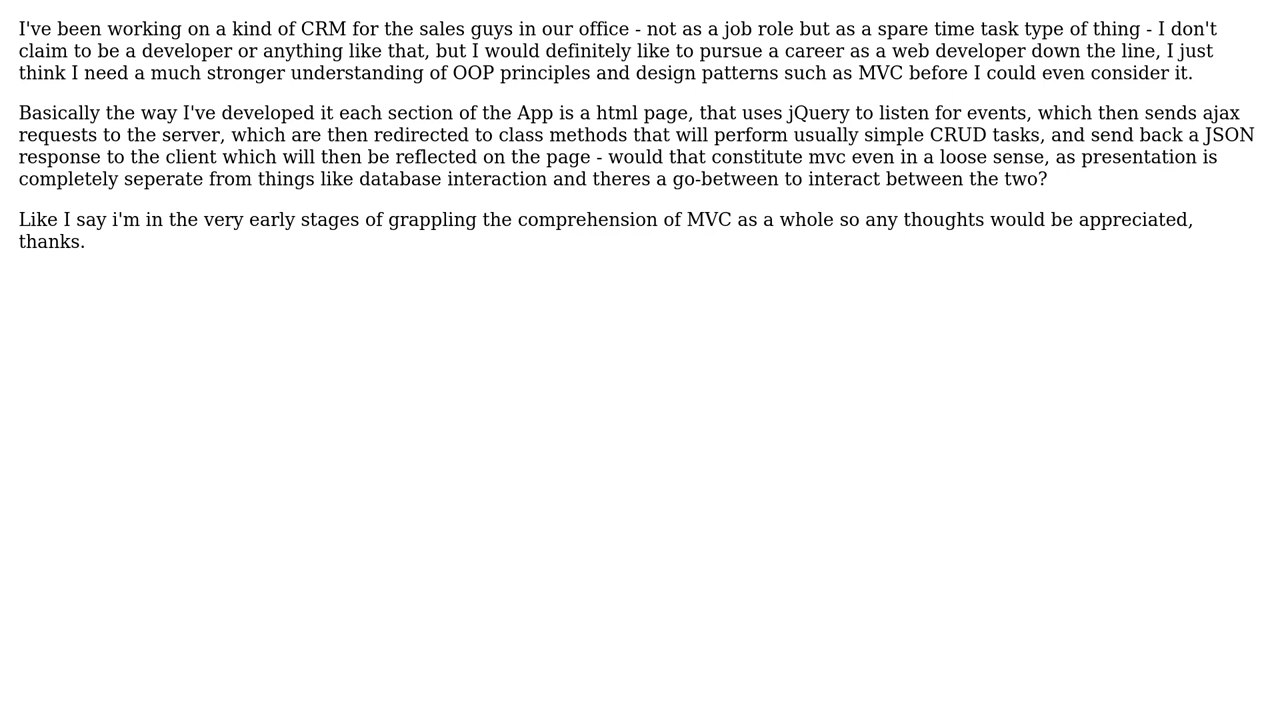 I've been working on a kind of CRM for the sales guys in our office - not as a job role but as a spare time task type of thing - I don't
claim to be a developer or anything like that, but I would definitely like to pursue a career as a web developer down the line, I just
think I need a much stronger understanding of OOP principles and design patterns such as MVC before I could even consider it.
Basically the way I've developed it each section of the App is a html page, that uses jQuery to listen for events, which then sends ajax
requests to the server, which are then redirected to class methods that will perform usually simple CRUD tasks, and send back a JSON
response to the client which will then be reflected on the page - would that constitute mvc even in a loose sense, as presentation is
completely seperate from things like database interaction and theres a go-between to interact between the two?
Like I say i'm in the very early stages of grappling the comprehension of MVC as a whole so any thoughts would be appreciated,
thanks.